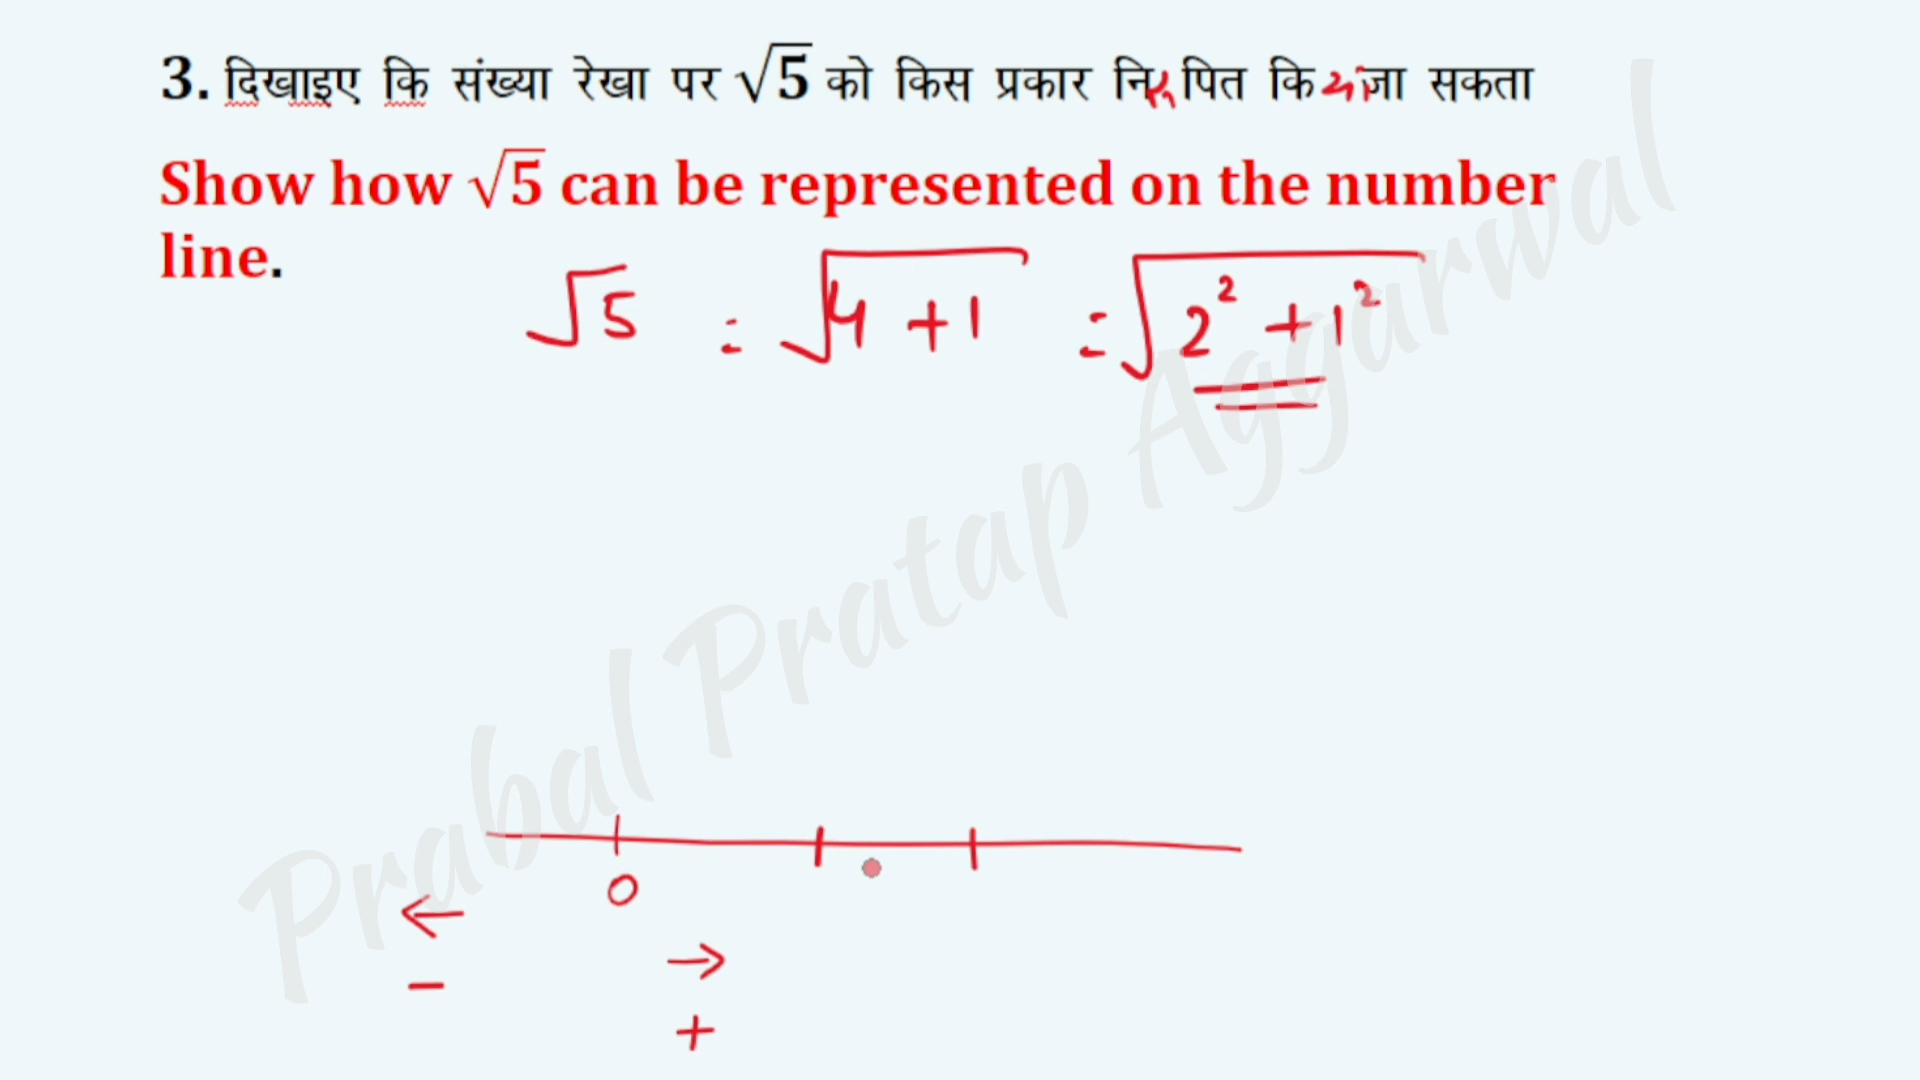 3. दिखाइए कि संख्या रेखा पर √5 को किस प्रकार निरूपित किया जा सकता
Show how √5 can be represented on the number
line.
√5 = √4 + 1 = √2² + 1²
0
← →
- +
Prabal Pratap Aggarwal